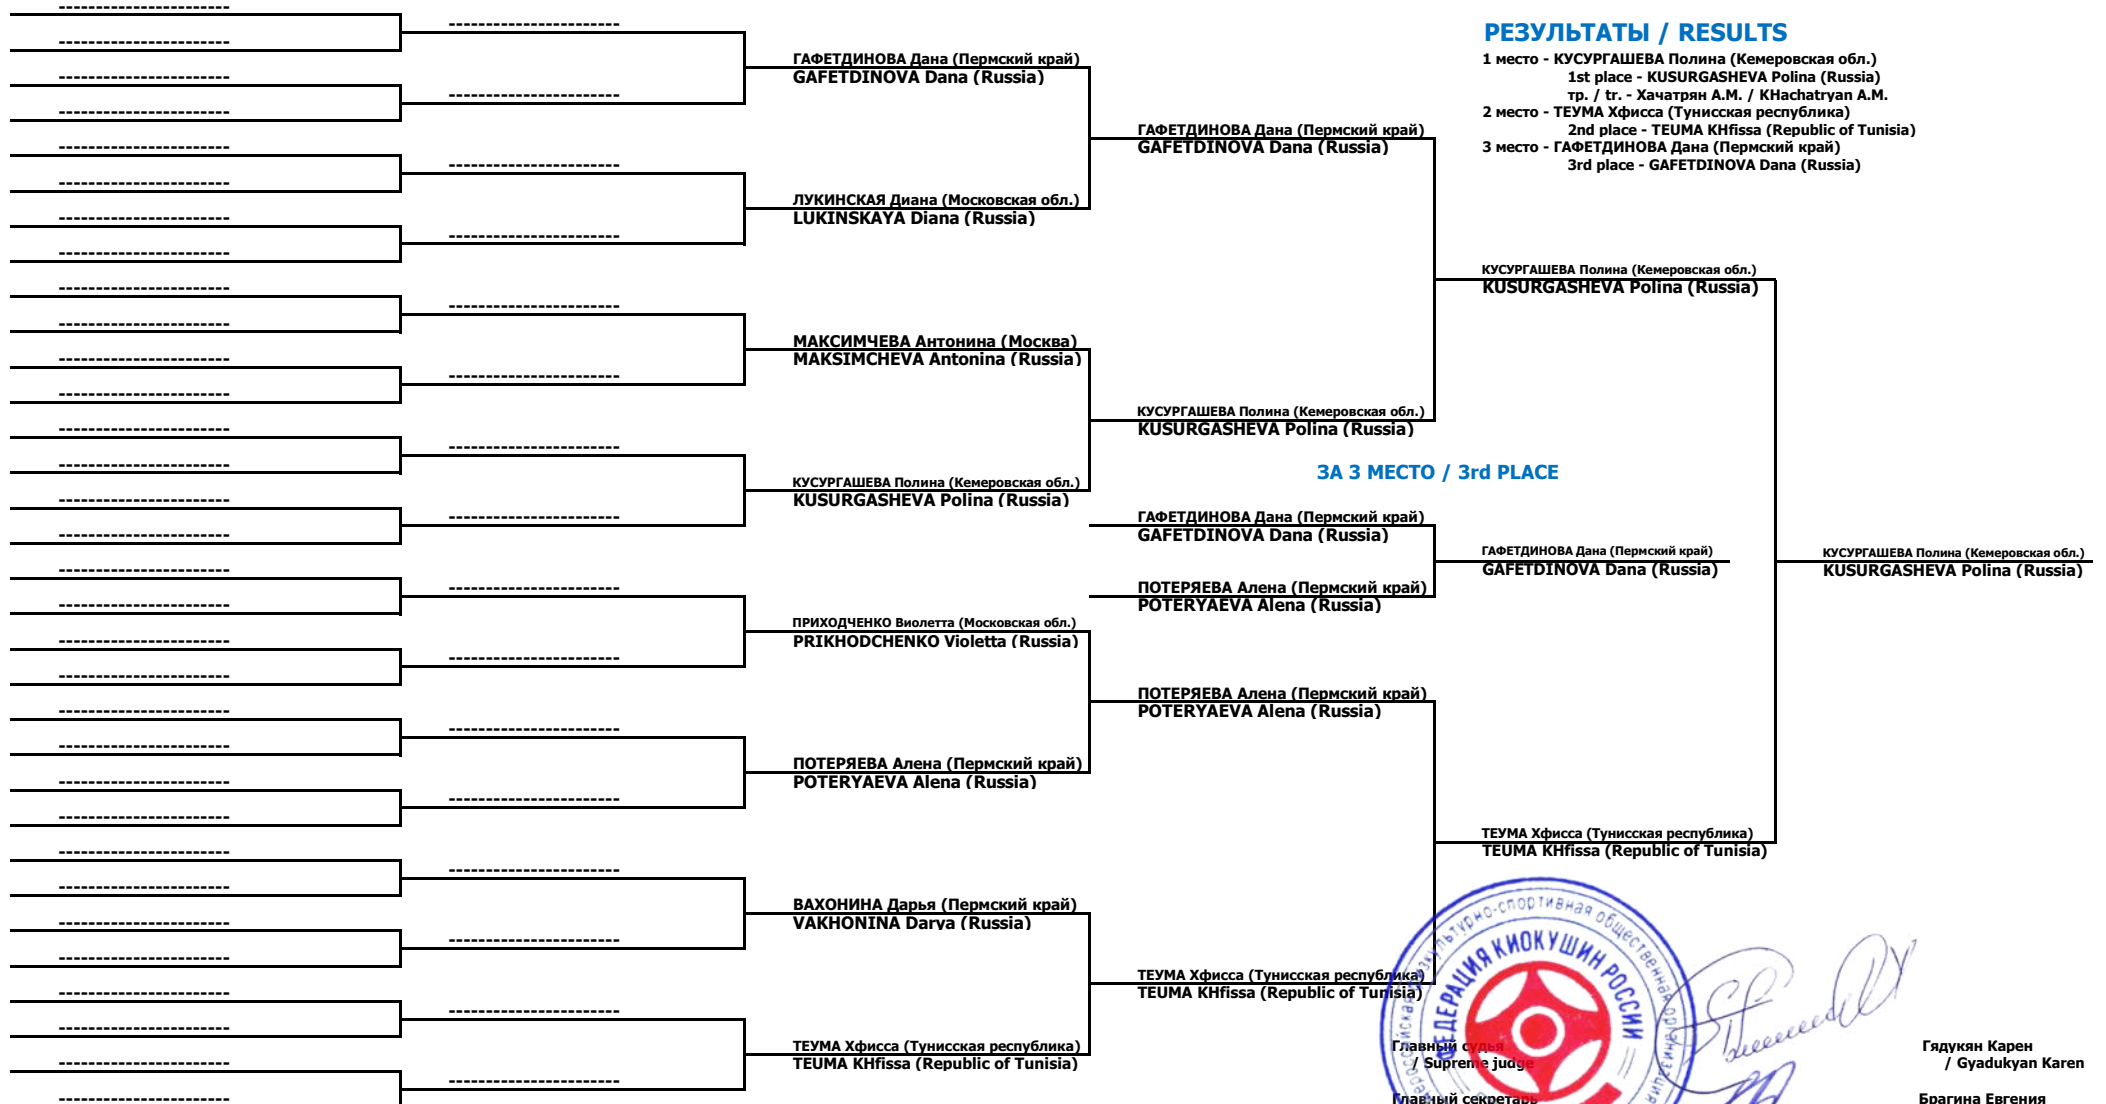 РЕЗУЛЬТАТЫ / RESULTS
1 место - КУСУРГАШЕВА Полина (Кемеровская обл.)
1st place - KUSURGASHEVA Polina (Russia)
тр. / tr. - Хачатрян А.М. / KHachatryan A.M.
2 место - ТЕУМА Хфисса (Тунисская республика)
2nd place - TEUMA KHfissa (Republic of Tunisia)
3 место - ГАФЕТДИНОВА Дана (Пермский край)
3rd place - GAFETDINOVA Dana (Russia)
ГАФЕТДИНОВА Дана (Пермский край)
GAFETDINOVA Dana (Russia)
ЛУКИНСКАЯ Диана (Московская обл.)
LUKINSKAYA Diana (Russia)
МАКСИМЧЕВА Антонина (Москва)
MAKSIMCHEVA Antonina (Russia)
КУСУРГАШЕВА Полина (Кемеровская обл.)
KUSURGASHEVA Polina (Russia)
ПРИХОДЧЕНКО Виолетта (Московская обл.)
PRIKHODCHENKO Violetta (Russia)
ПОТЕРЯЕВА Алена (Пермский край)
POTERYAEVA Alena (Russia)
ВАХОНИНА Дарья (Пермский край)
VAKHONINA Darya (Russia)
ТЕУМА Хфисса (Тунисская республика)
TEUMA KHfissa (Republic of Tunisia)
ГАФЕТДИНОВА Дана (Пермский край)
GAFETDINOVA Dana (Russia)
КУСУРГАШЕВА Полина (Кемеровская обл.)
KUSURGASHEVA Polina (Russia)
ЗА 3 МЕСТО / 3rd PLACE
ГАФЕТДИНОВА Дана (Пермский край)
GAFETDINOVA Dana (Russia)
ПОТЕРЯЕВА Алена (Пермский край)
POTERYAEVA Alena (Russia)
ПОТЕРЯЕВА Алена (Пермский край)
POTERYAEVA Alena (Russia)
ТЕУМА Хфисса (Тунисская республика)
TEUMA KHfissa (Republic of Tunisia)
КУСУРГАШЕВА Полина (Кемеровская обл.)
KUSURGASHEVA Polina (Russia)
ГАФЕТДИНОВА Дана (Пермский край)
GAFETDINOVA Dana (Russia)
ТЕУМА Хфисса (Тунисская республика)
TEUMA KHfissa (Republic of Tunisia)
КУСУРГАШЕВА Полина (Кемеровская обл.)
KUSURGASHEVA Polina (Russia)
ФЕДЕРАЦИЯ КИОКУШИН РОССИИ
физкультурно-спортивная общественная организация
Главный судья
/ Supreme judge
Гядукян Карен
/ Gyadukyan Karen
Главный секретарь
Брагина Евгения